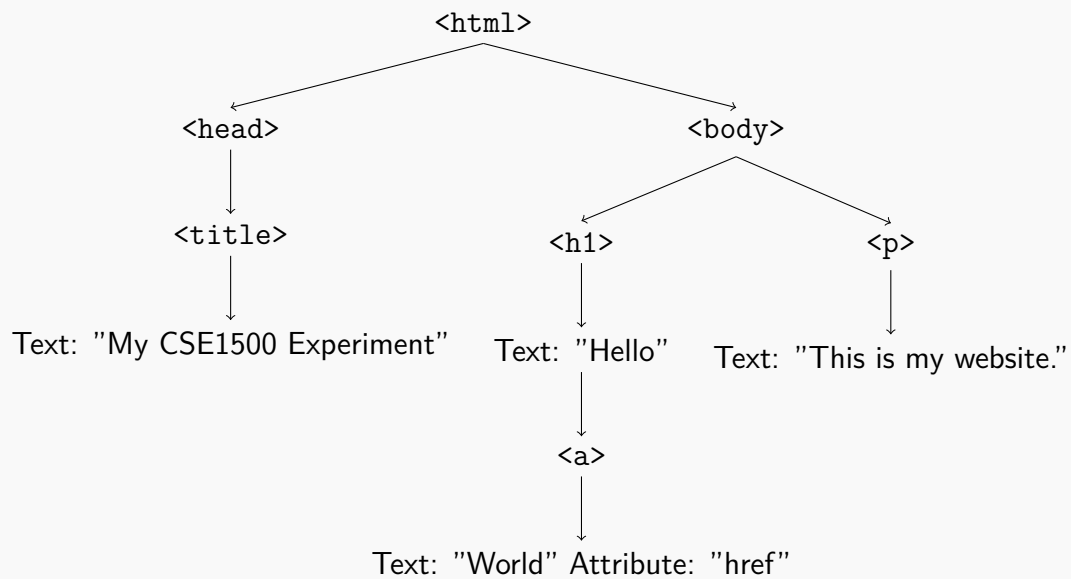 <html>
<head> <body>
<title> <h1> <p>
Text: ”My CSE1500 Experiment” Text: ”Hello” Text: ”This is my website.”
<a>
Text: ”World” Attribute: ”href”